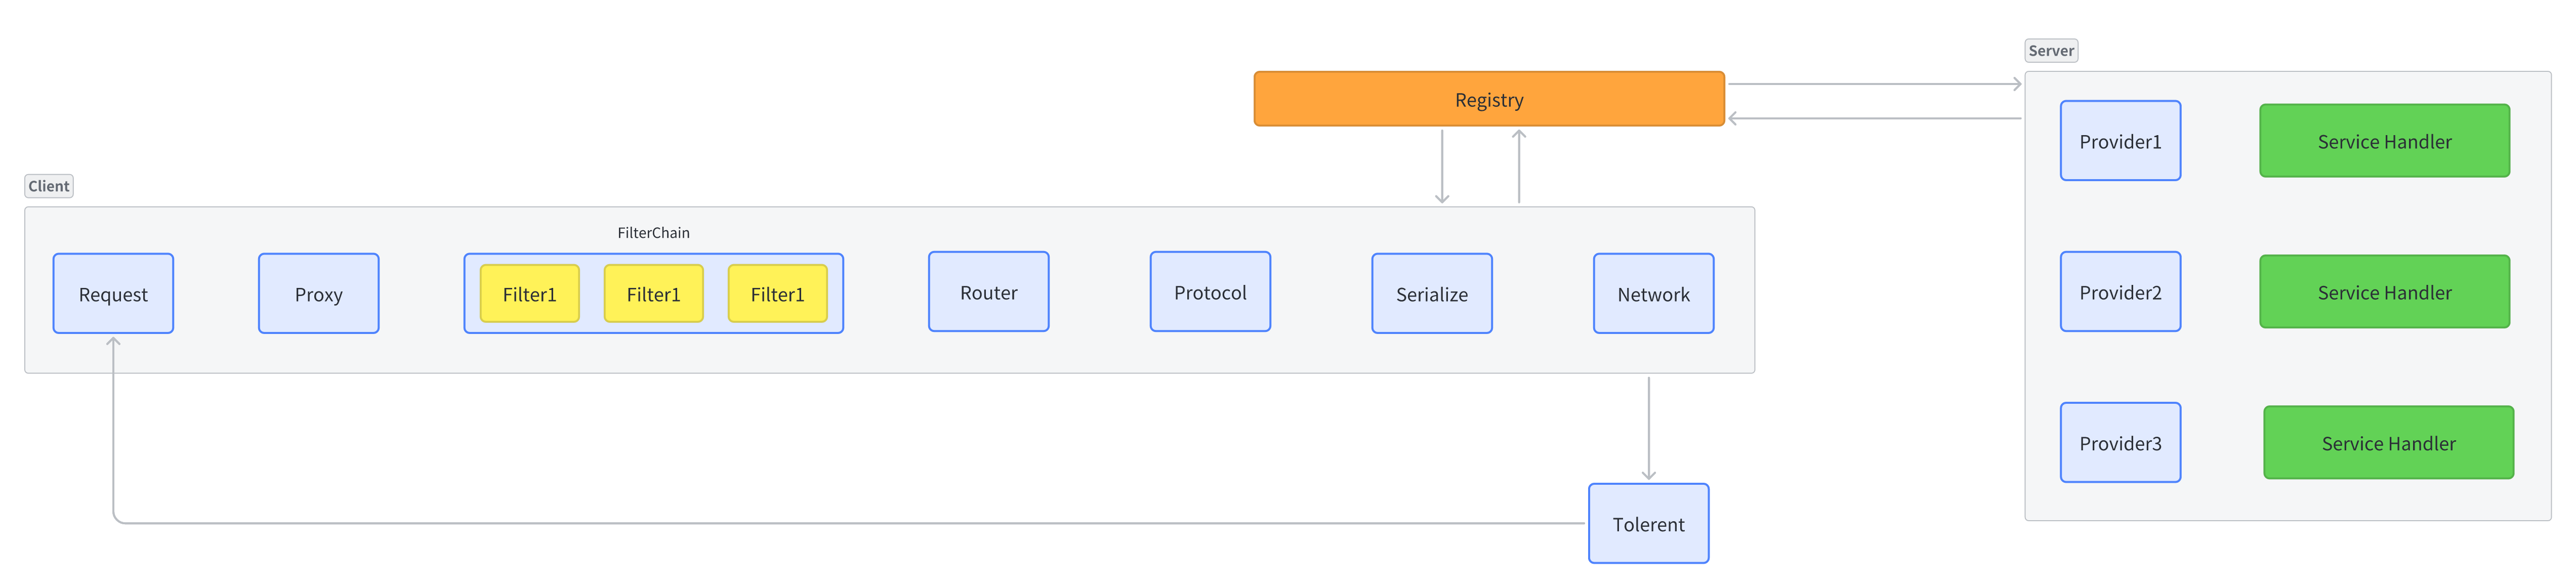 Server
Registry
Provider1
Service Handler
Client
FilterChain
Request
Proxy
Filter1
Filter1
Filter1
Router
Protocol
Serialize
Network
Provider2
Service Handler
Provider3
Service Handler
Tolerent